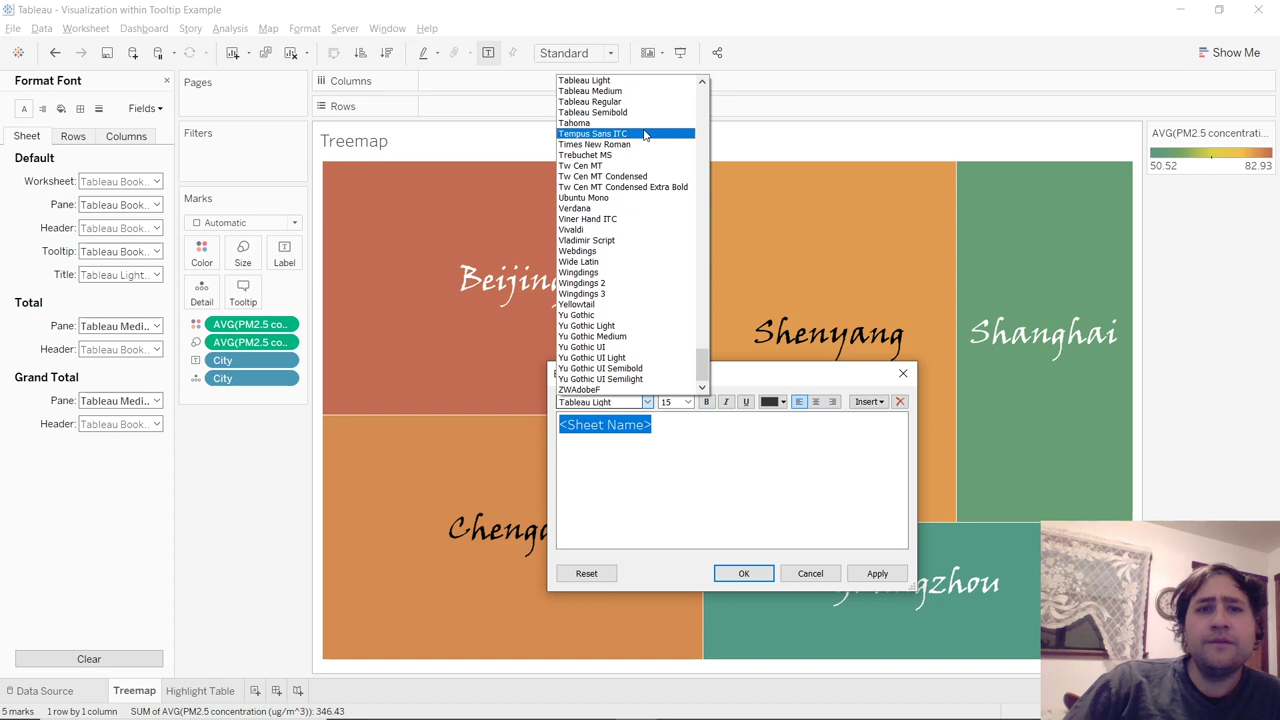 Tableau - Visualization within Tooltip Example
File Data Worksheet Dashboard Story Analysis Map Format Server Window Help
Standard
Show Me
Format Font
Fields
Sheet Rows Columns
Default
Worksheet: Tableau Book..
Pane: Tableau Book..
Header: Tableau Book..
Tooltip: Tableau Book..
Title: Tableau Light..
Total
Pane: Tableau Medi..
Header: Tableau Book..
Grand Total
Pane: Tableau Medi..
Header: Tableau Book..
Clear
Pages
Filters
Marks
Automatic
Color Size Label
Detail Tooltip
AVG(PM2.5 co..
AVG(PM2.5 co..
City
City
Columns
Rows
Treemap
Beijing
Shenyang
Shanghai
Tableau Light
Tableau Medium
Tableau Regular
Tableau Semibold
Tahoma
Tempus Sans ITC
Times New Roman
Trebuchet MS
Tw Cen MT
Tw Cen MT Condensed
Tw Cen MT Condensed Extra Bold
Ubuntu Mono
Verdana
Viner Hand ITC
Vivaldi
Vladimir Script
Webdings
Wide Latin
Wingdings
Wingdings 2
Wingdings 3
Yellowtail
Yu Gothic
Yu Gothic Light
Yu Gothic Medium
Yu Gothic UI
Yu Gothic UI Light
Yu Gothic UI Semibold
Yu Gothic UI Semilight
ZWAdobeF
Tableau Light 15 B I U Insert
<Sheet Name>
Reset OK Cancel Apply
AVG(PM2.5 concentrati...
50.52 82.93
Data Source Treemap Highlight Table
5 marks 1 row by 1 column SUM of AVG(PM2.5 concentration (ug/m^3)): 346.43